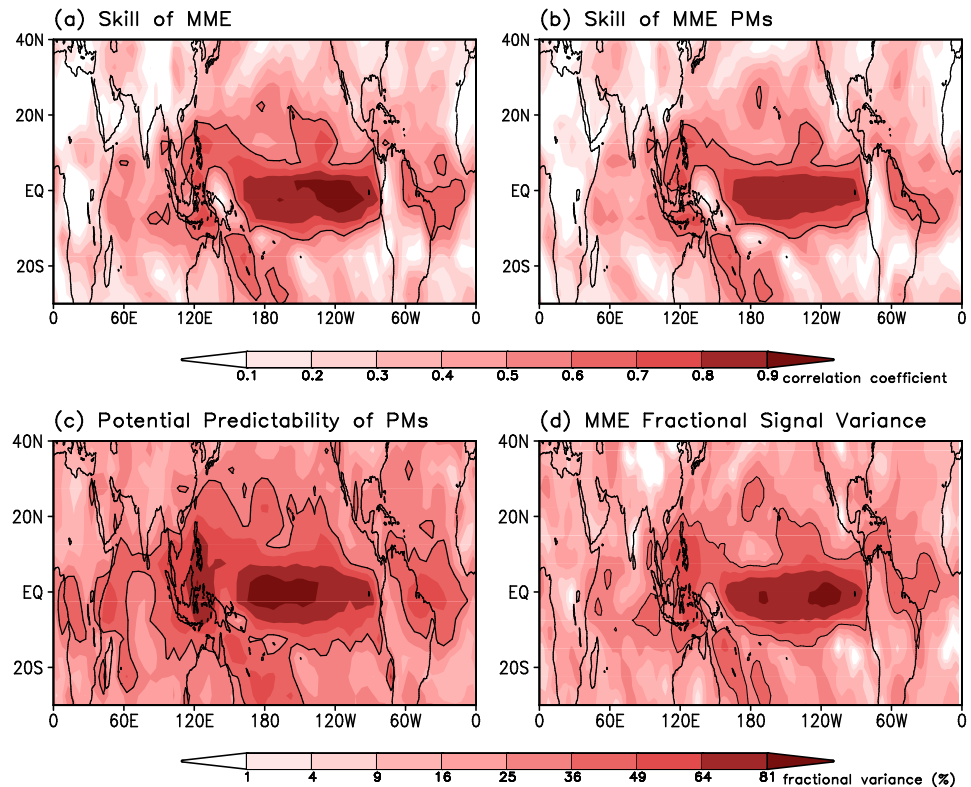 (a) Skill of MME
(b) Skill of MME PMs
40N
20N
EQ
20S
0 60E 120E 180 120W 60W 0
40N
20N
EQ
20S
0 60E 120E 180 120W 60W 0
0.1 0.2 0.3 0.4 0.5 0.6 0.7 0.8 0.9 correlation coefficient
(c) Potential Predictability of PMs
(d) MME Fractional Signal Variance
40N
20N
EQ
20S
0 60E 120E 180 120W 60W 0
40N
20N
EQ
20S
0 60E 120E 180 120W 60W 0
1 4 9 16 25 36 49 64 81 fractional variance (%)